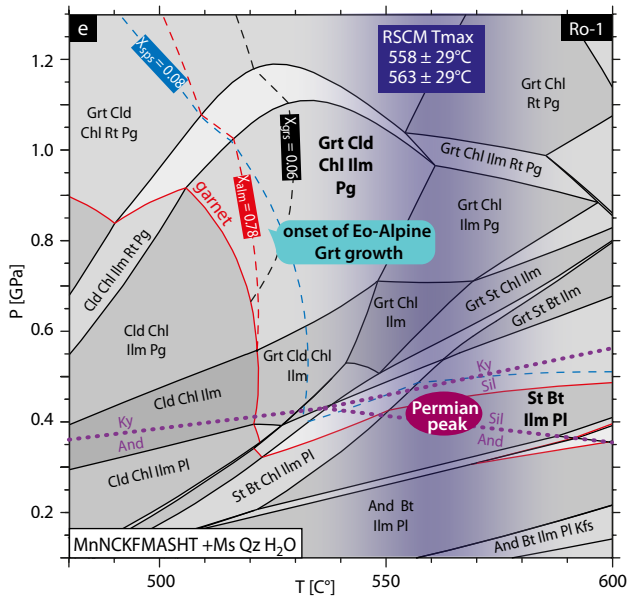 e
Ro-1
RSCM Tmax
558 ± 29°C
563 ± 29°C
X_sps=0.08
Grt Cld
Chl Rt Pg
Grt Chl
Rt Pg
Grt Chl Ilm Rt Pg
X_grs=0.06
Grt Cld
Chl Ilm
Pg
garnet
X_alm=0.78
Grt Chl
Ilm Pg
onset of Eo-Alpine
Grt growth
Cld Chl Ilm Rt Pg
Grt St Chl Ilm
Grt Chl
Ilm
Grt St Bt Ilm
Cld Chl
Ilm Pg
Grt Cld Chl
Ilm
Ky
Sil
Cld Chl Ilm
Permian
peak
St Bt
Ilm Pl
Ky
And
Sil
And
Cld Chl Ilm Pl
St Bt Chl Ilm Pl
And Bt
Ilm Pl
And Bt Ilm Pl Kfs
MnNCKFMASHT +Ms Qz H₂O
P [GPa]
1.2
1.0
0.8
0.6
0.4
0.2
500
550
600
T [C°]